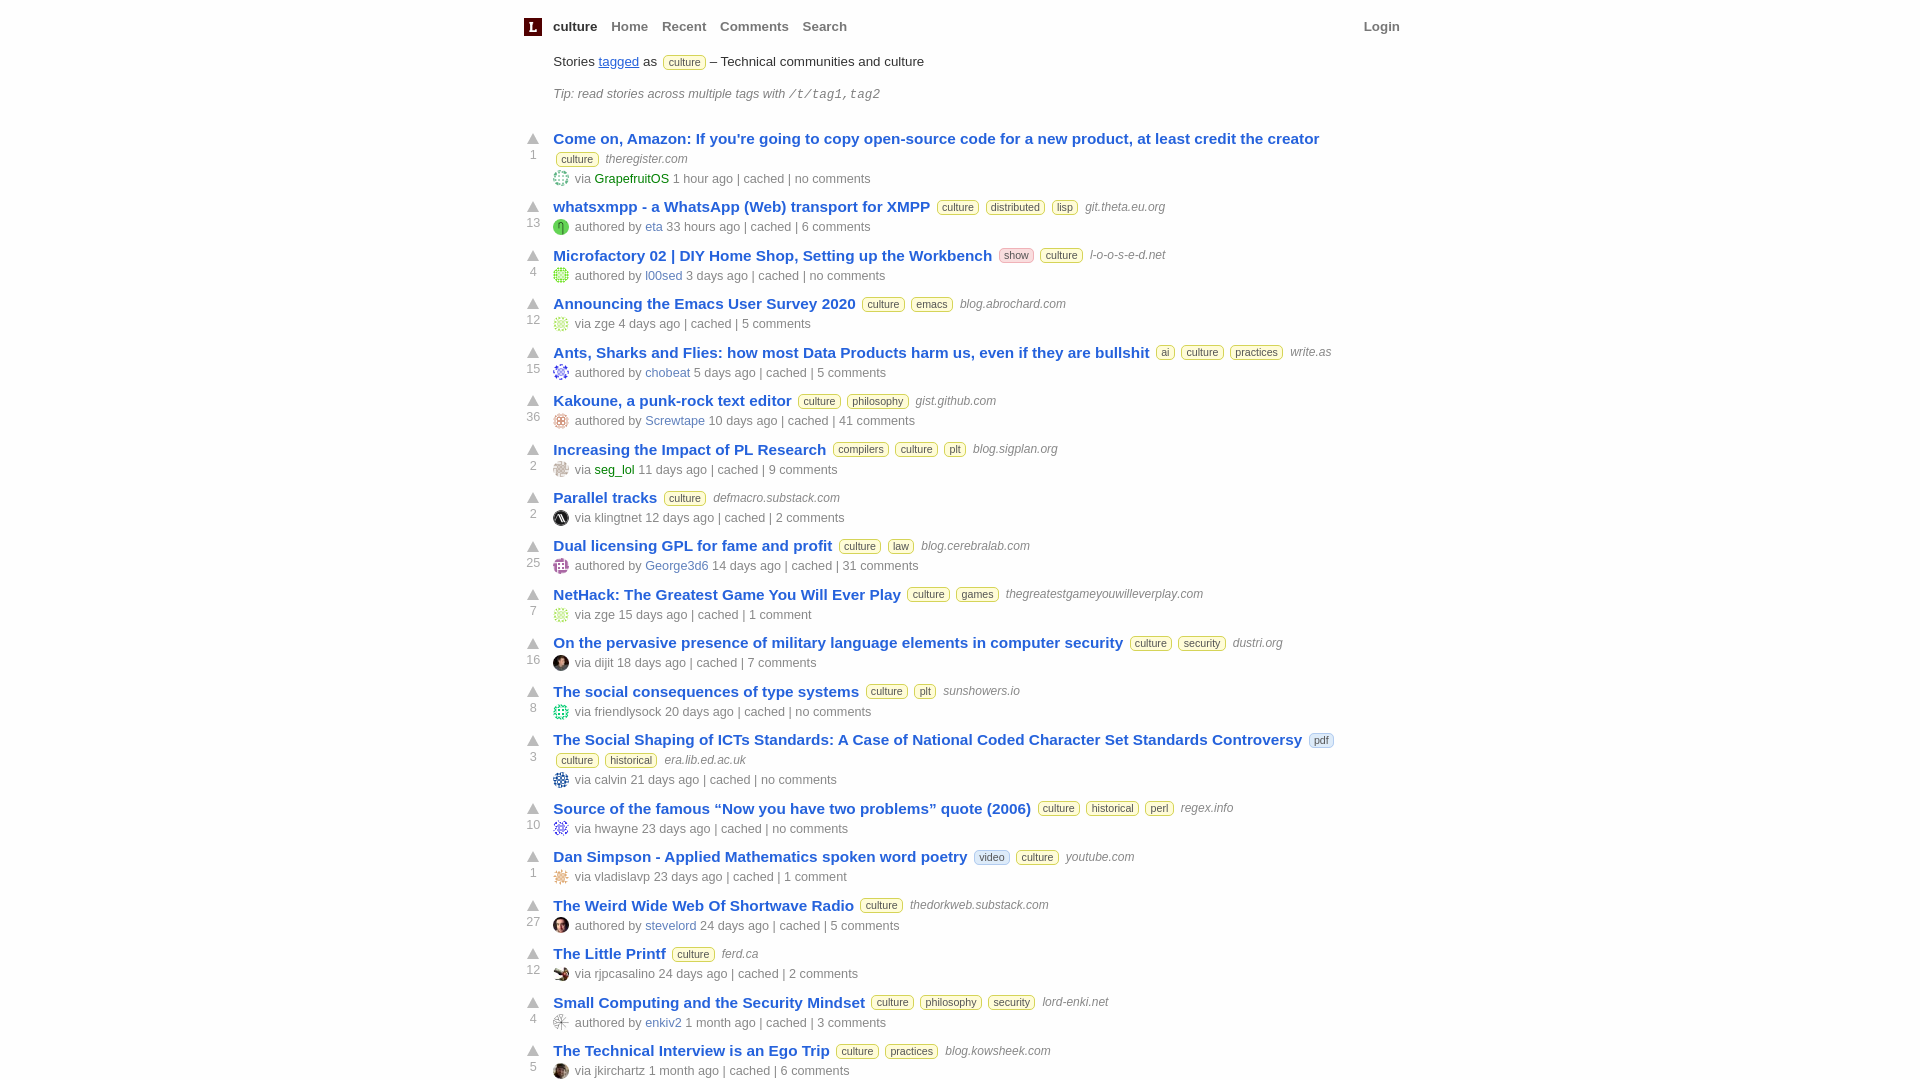 L culture Home Recent Comments Search Login
Stories tagged as culture – Technical communities and culture
Tip: read stories across multiple tags with /t/tag1,tag2
Come on, Amazon: If you're going to copy open-source code for a new product, at least credit the creator
1 culture theregister.com
via GrapefruitOS 1 hour ago | cached | no comments
whatsxmpp - a WhatsApp (Web) transport for XMPP culture distributed lisp git.theta.eu.org
13 authored by eta 33 hours ago | cached | 6 comments
Microfactory 02 | DIY Home Shop, Setting up the Workbench show culture l-o-o-s-e-d.net
4 authored by l00sed 3 days ago | cached | no comments
Announcing the Emacs User Survey 2020 culture emacs blog.abrochard.com
12 via zge 4 days ago | cached | 5 comments
Ants, Sharks and Flies: how most Data Products harm us, even if they are bullshit ai culture practices write.as
15 authored by chobeat 5 days ago | cached | 5 comments
Kakoune, a punk-rock text editor culture philosophy gist.github.com
36 authored by Screwtape 10 days ago | cached | 41 comments
Increasing the Impact of PL Research compilers culture plt blog.sigplan.org
2 via seg_lol 11 days ago | cached | 9 comments
Parallel tracks culture defmacro.substack.com
2 via klingtnet 12 days ago | cached | 2 comments
Dual licensing GPL for fame and profit culture law blog.cerebralab.com
25 authored by George3d6 14 days ago | cached | 31 comments
NetHack: The Greatest Game You Will Ever Play culture games thegreatestgameyouwilleverplay.com
7 via zge 15 days ago | cached | 1 comment
On the pervasive presence of military language elements in computer security culture security dustri.org
16 via dijit 18 days ago | cached | 7 comments
The social consequences of type systems culture plt sunshowers.io
8 via friendlysock 20 days ago | cached | no comments
The Social Shaping of ICTs Standards: A Case of National Coded Character Set Standards Controversy pdf
3 culture historical era.lib.ed.ac.uk
via calvin 21 days ago | cached | no comments
Source of the famous “Now you have two problems” quote (2006) culture historical perl regex.info
10 via hwayne 23 days ago | cached | no comments
Dan Simpson - Applied Mathematics spoken word poetry video culture youtube.com
1 via vladislavp 23 days ago | cached | 1 comment
The Weird Wide Web Of Shortwave Radio culture thedorkweb.substack.com
27 authored by stevelord 24 days ago | cached | 5 comments
The Little Printf culture ferd.ca
12 via rjpcasalino 24 days ago | cached | 2 comments
Small Computing and the Security Mindset culture philosophy security lord-enki.net
4 authored by enkiv2 1 month ago | cached | 3 comments
The Technical Interview is an Ego Trip culture practices blog.kowsheek.com
5 via jkirchartz 1 month ago | cached | 6 comments